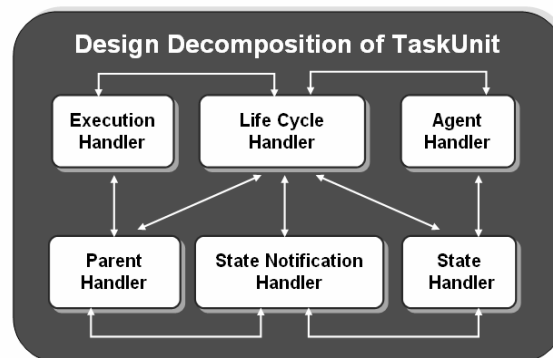 Design Decomposition of TaskUnit
Execution
Handler
Life Cycle
Handler
Agent
Handler
Parent
Handler
State Notification
Handler
State
Handler